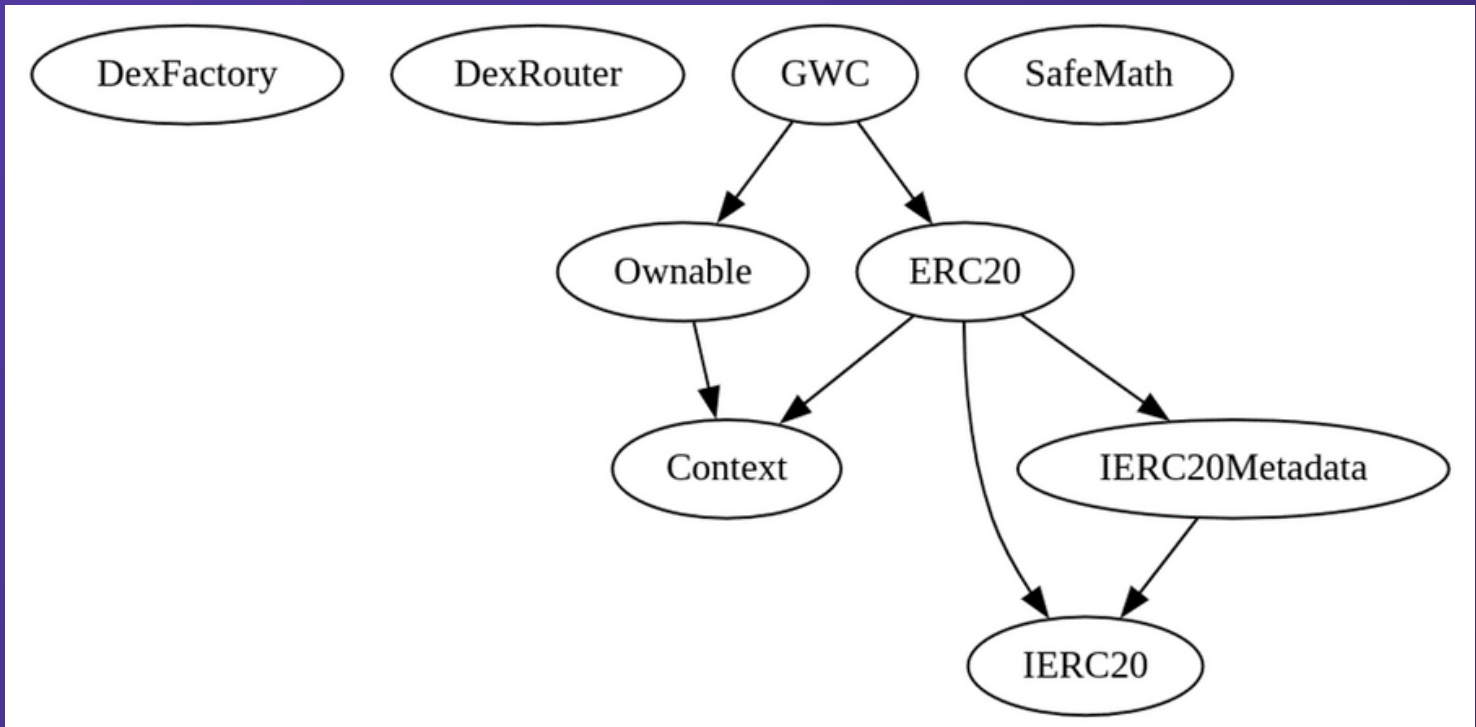 DexFactory
DexRouter
GWC
SafeMath
Ownable
ERC20
Context
IERC20Metadata
IERC20